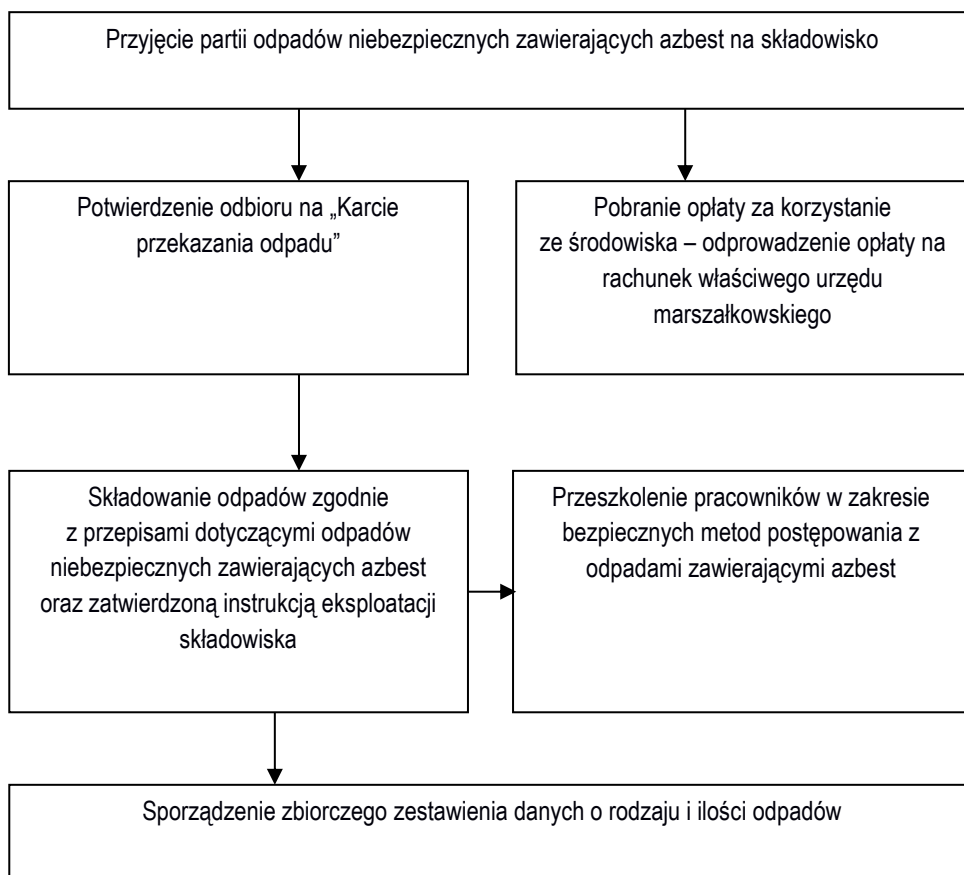 Przyjęcie partii odpadów niebezpiecznych zawierających azbest na składowisko
Potwierdzenie odbioru na „Karcie
przekazania odpadu”
Pobranie opłaty za korzystanie
ze środowiska – odprowadzenie opłaty na
rachunek właściwego urzędu
marszałkowskiego
Składowanie odpadów zgodnie
z przepisami dotyczącymi odpadów
niebezpiecznych zawierających azbest
oraz zatwierdzoną instrukcją eksploatacji
składowiska
Przeszkolenie pracowników w zakresie
bezpiecznych metod postępowania z
odpadami zawierającymi azbest
Sporządzenie zbiorczego zestawienia danych o rodzaju i ilości odpadów